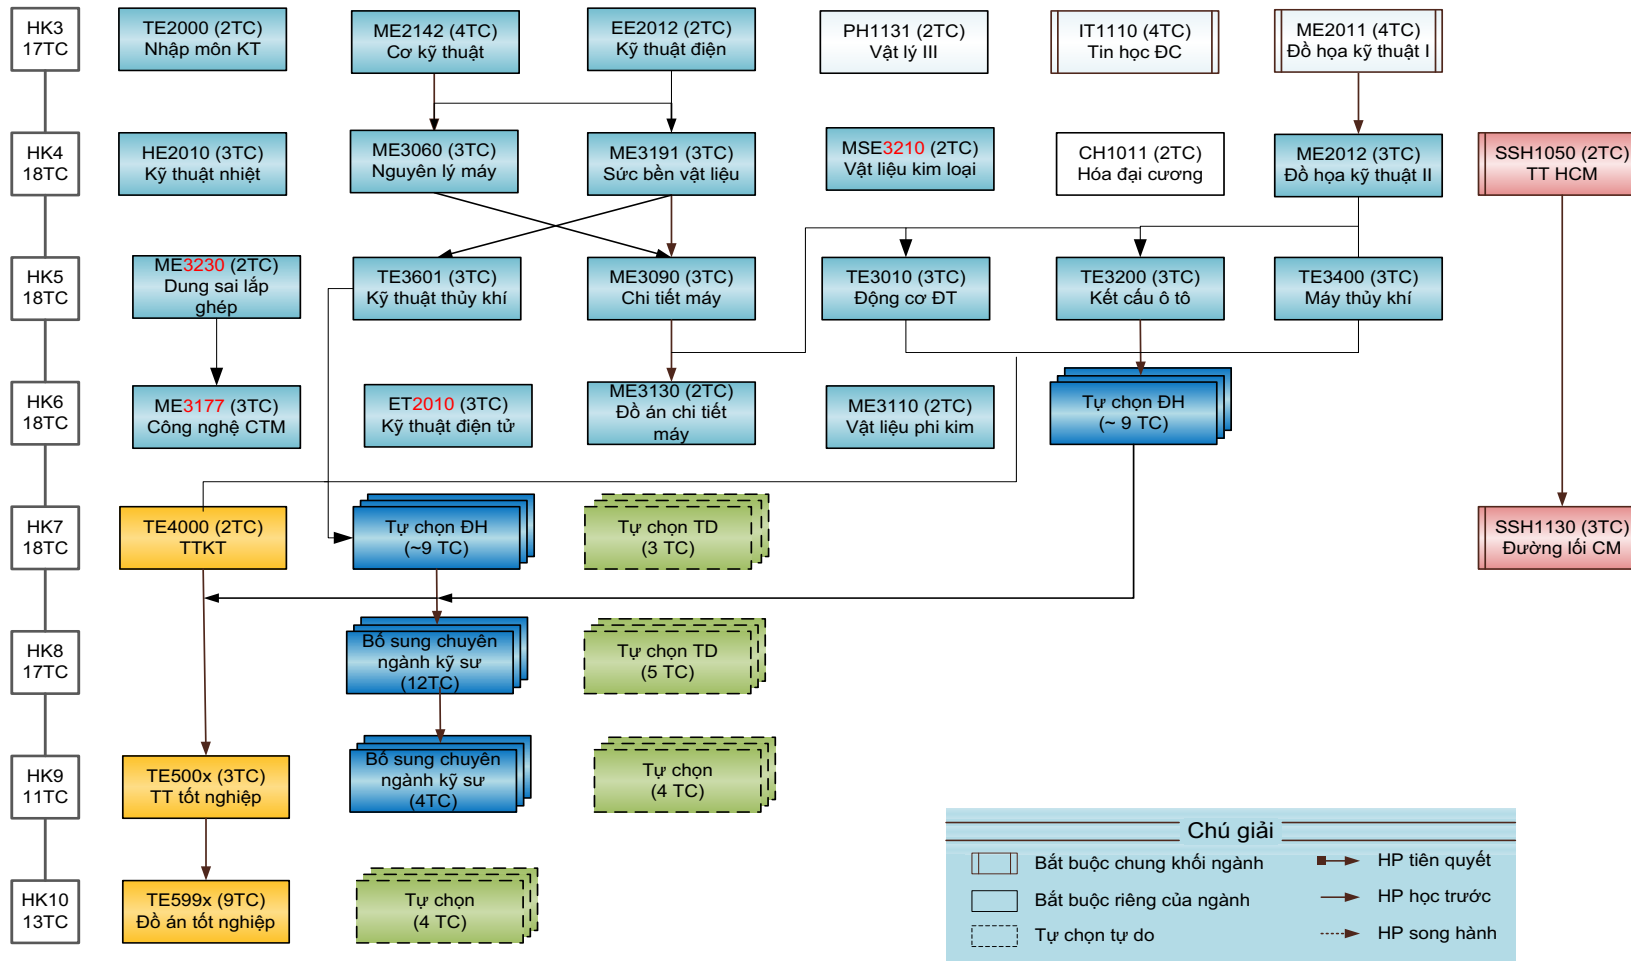 HK3
17TC
TE2000 (2TC)
Nhập môn KT
ME2142 (4TC)
Cơ kỹ thuật
EE2012 (2TC)
Kỹ thuật điện
PH1131 (2TC)
Vật lý III
IT1110 (4TC)
Tin học ĐC
ME2011 (4TC)
Đồ họa kỹ thuật I
HK4
18TC
HE2010 (3TC)
Kỹ thuật nhiệt
ME3060 (3TC)
Nguyên lý máy
ME3191 (3TC)
Sức bền vật liệu
MSE3210 (2TC)
Vật liệu kim loại
CH1011 (2TC)
Hóa đại cương
ME2012 (3TC)
Đồ họa kỹ thuật II
SSH1050 (2TC)
TT HCM
HK5
18TC
ME3230 (2TC)
Dung sai lắp
ghép
TE3601 (3TC)
Kỹ thuật thủy khí
ME3090 (3TC)
Chi tiết máy
TE3010 (3TC)
Động cơ ĐT
TE3200 (3TC)
Kết cấu ô tô
TE3400 (3TC)
Máy thủy khí
HK6
18TC
ME3177 (3TC)
Công nghệ CTM
ET2010 (3TC)
Kỹ thuật điện tử
ME3130 (2TC)
Đồ án chi tiết
máy
ME3110 (2TC)
Vật liệu phi kim
Tự chọn ĐH
(~ 9 TC)
HK7
18TC
TE4000 (2TC)
TTKT
Tự chọn ĐH
(~9 TC)
Tự chọn TD
(3 TC)
SSH1130 (3TC)
Đường lối CM
HK8
17TC
Bổ sung chuyên
ngành kỹ sư
(12TC)
Tự chọn TD
(5 TC)
HK9
11TC
TE500x (3TC)
TT tốt nghiệp
Bổ sung chuyên
ngành kỹ sư
(4TC)
Tự chọn
(4 TC)
HK10
13TC
TE599x (9TC)
Đồ án tốt nghiệp
Tự chọn
(4 TC)
Chú giải
Bắt buộc chung khối ngành
HP tiên quyết
Bắt buộc riêng của ngành
HP học trước
Tự chọn tự do
HP song hành